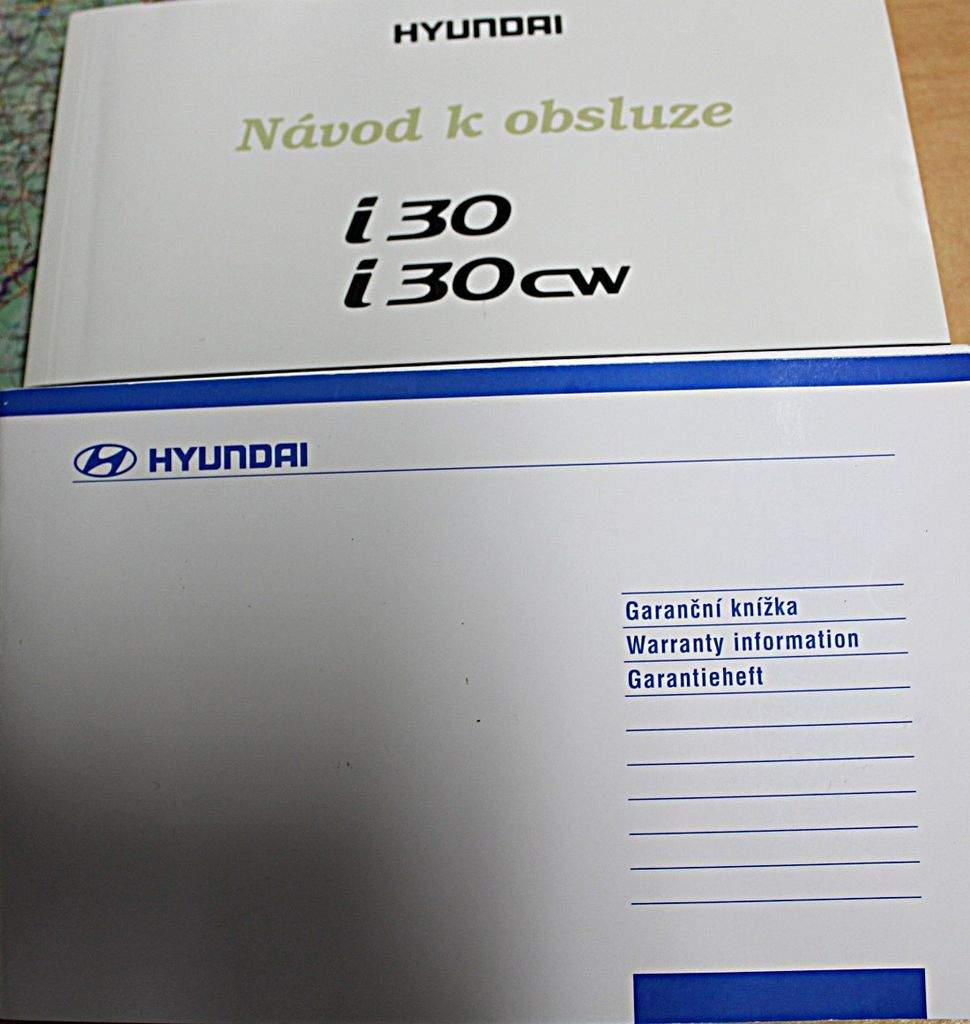 HYUNDAI
Návod k obsluze
i30
i30cw
HYUNDAI
Garanční knížka
Warranty information
Garantieheft